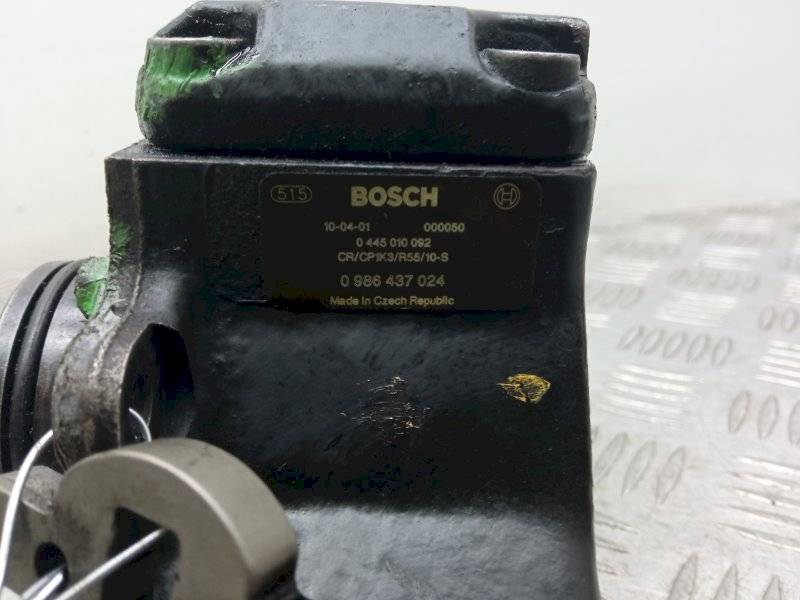 515 BOSCH
10-04-01 000050
0 445 010 092
CR/CP1K3/R55/10-S
0 986 437 024
Made in Czech Republic